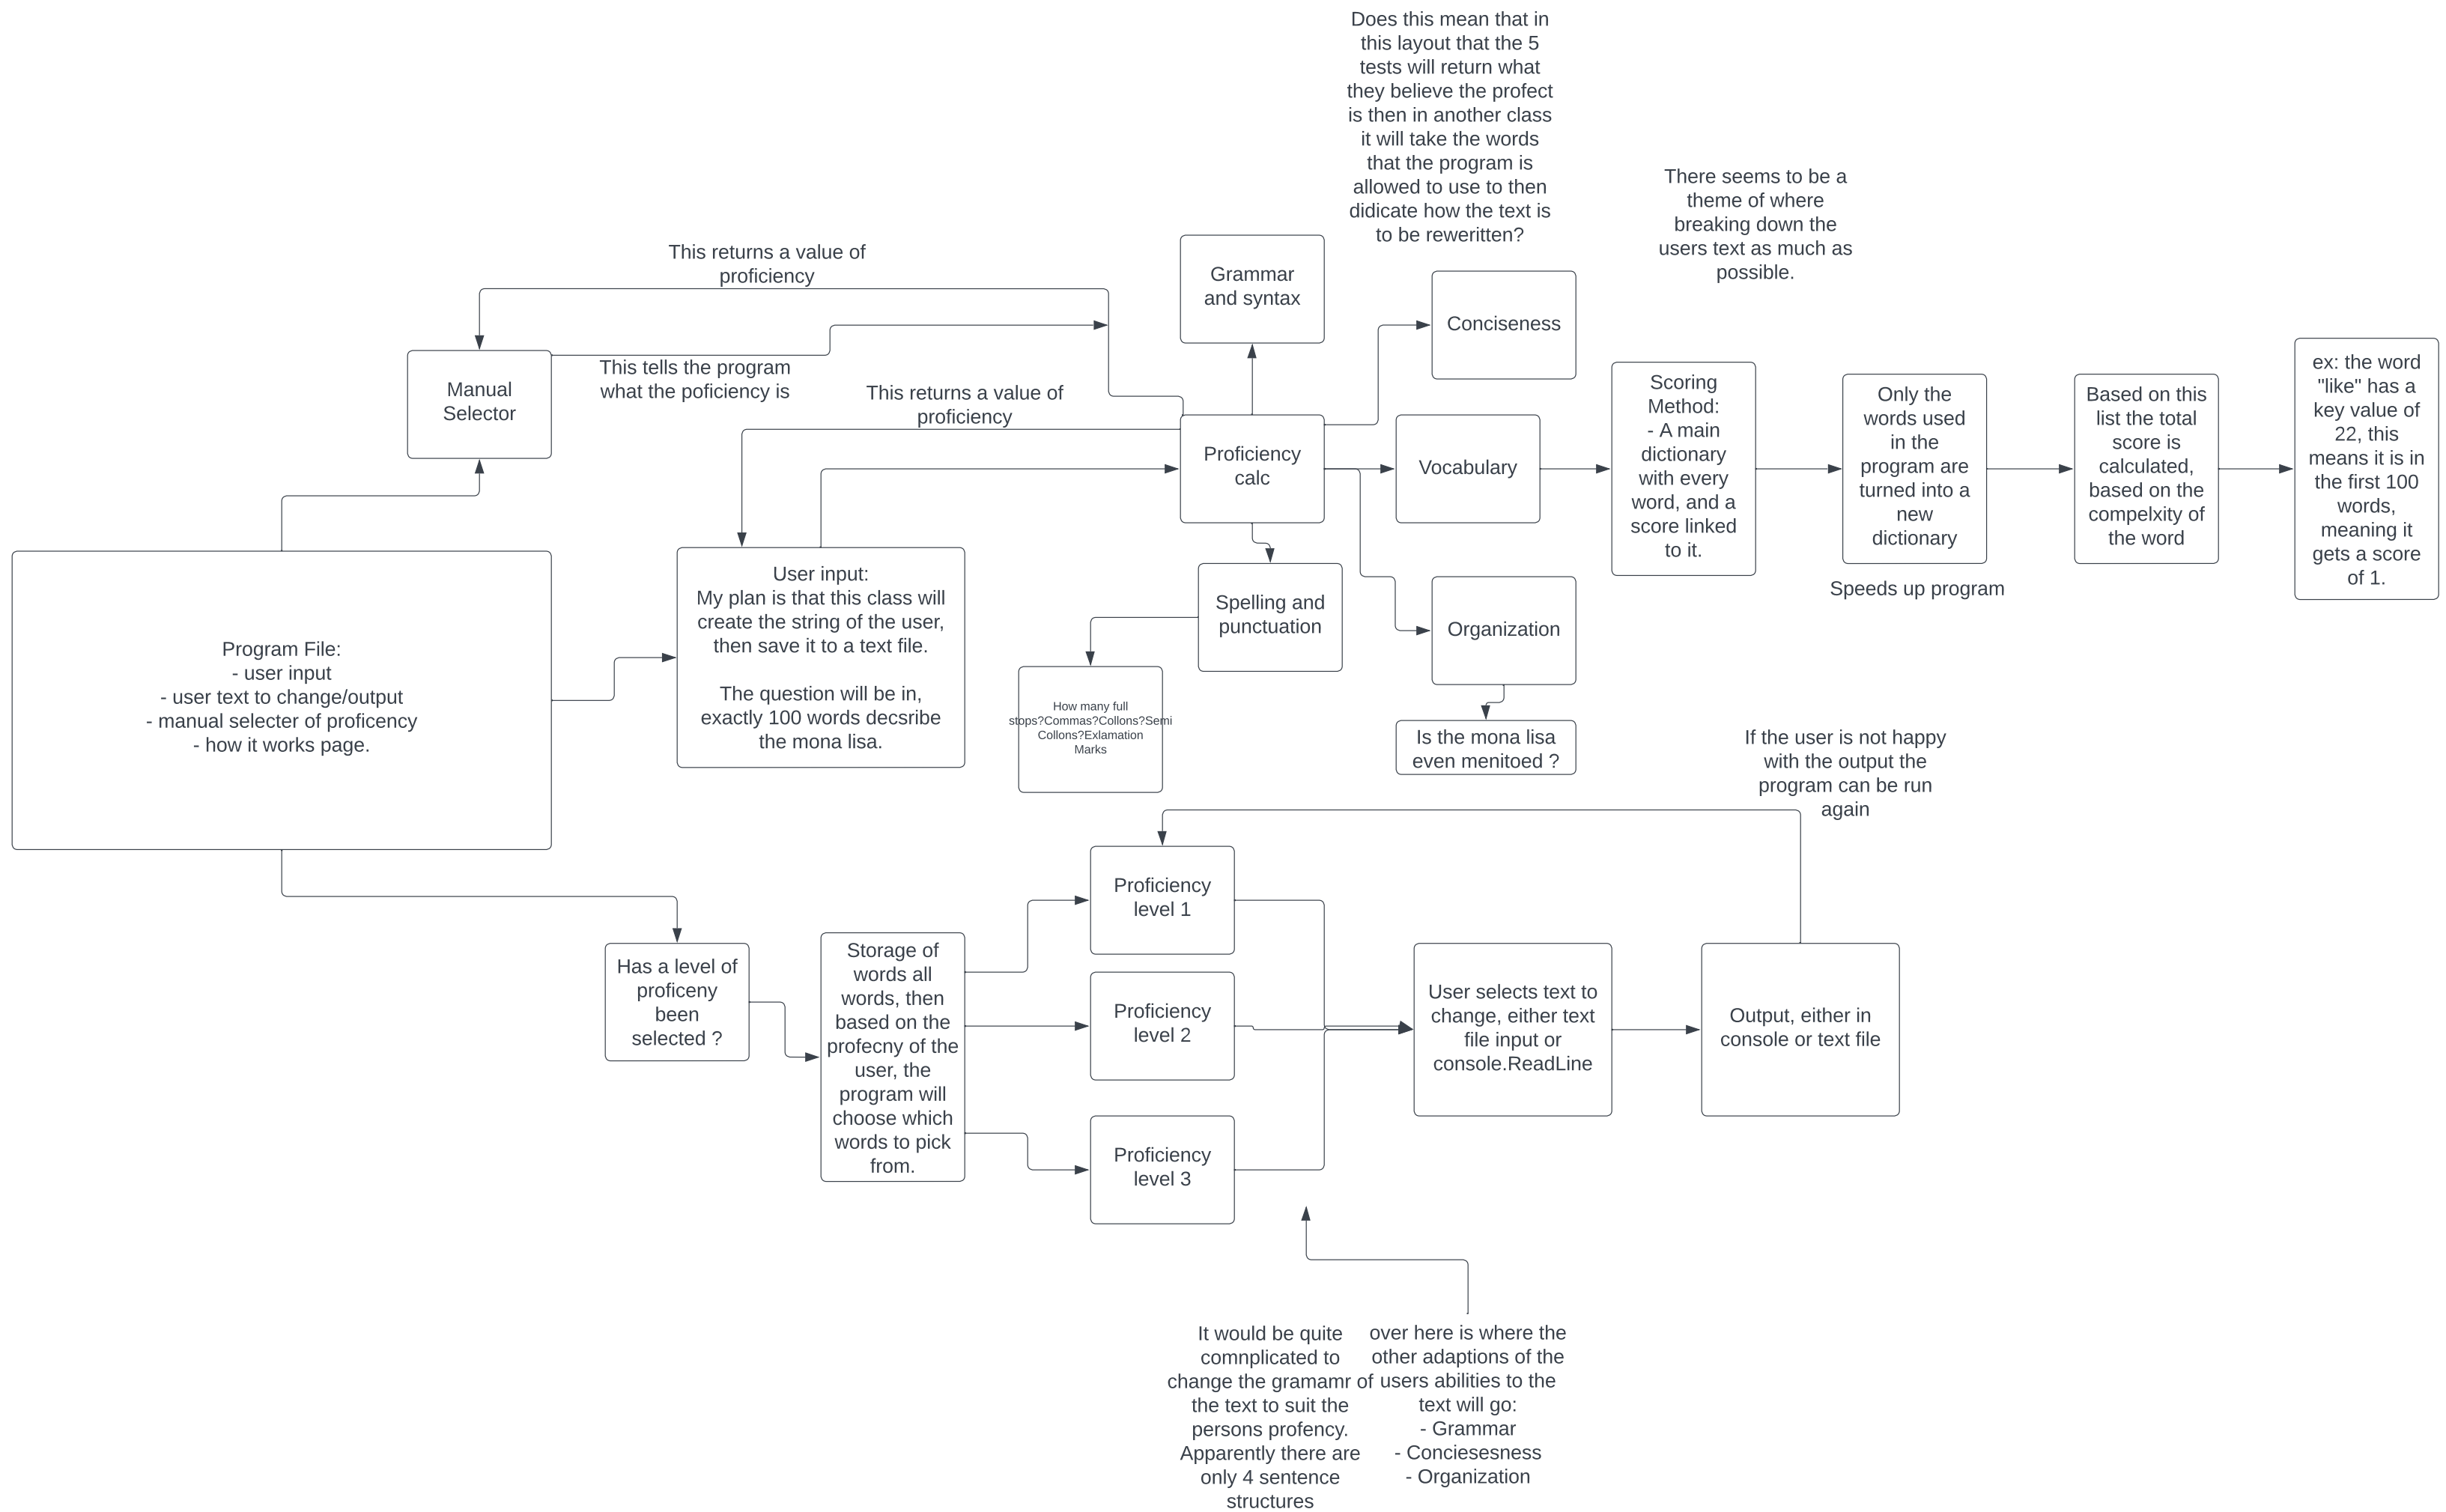 Does this mean that in
this layout that the 5
tests will return what
they believe the profect
is then in another class
it will take the words
that the program is
allowed to use to then
didicate how the text is
to be reweritten?
There seems to be a
theme of where
breaking down the
users text as much as
possible.
This returns a value of
proficiency
Grammar
and syntax
Conciseness
Manual
Selector
This tells the program
what the poficiency is
This returns a value of
proficiency
Proficiency
calc
Vocabulary
Scoring
Method:
- A main
dictionary
with every
word, and a
score linked
to it.
Only the
words used
in the
program are
turned into a
new
dictionary
Speeds up program
Based on this
list the total
score is
calculated,
based on the
compelxity of
the word
ex: the word
"like" has a
key value of
22, this
means it is in
the first 100
words,
meaning it
gets a score
of 1.
Program File:
- user input
- user text to change/output
- manual selecter of proficency
- how it works page.
User input:
My plan is that this class will
create the string of the user,
then save it to a text file.
The question will be in,
exactly 100 words decsribe
the mona lisa.
Spelling and
punctuation
Organization
How many full
stops?Commas?Collons?Semi
Collons?Exlamation
Marks
Is the mona lisa
even menitoed ?
If the user is not happy
with the output the
program can be run
again
Has a level of
proficeny
been
selected ?
Storage of
words all
words, then
based on the
profecny of the
user, the
program will
choose which
words to pick
from.
Proficiency
level 1
Proficiency
level 2
Proficiency
level 3
User selects text to
change, either text
file input or
console.ReadLine
Output, either in
console or text file
It would be quite
comnplicated to
change the gramamr of
the text to suit the
persons profency.
Apparently there are
only 4 sentence
structures
over here is where the
other adaptions of the
users abilities to the
text will go:
- Grammar
- Conciesesness
- Organization